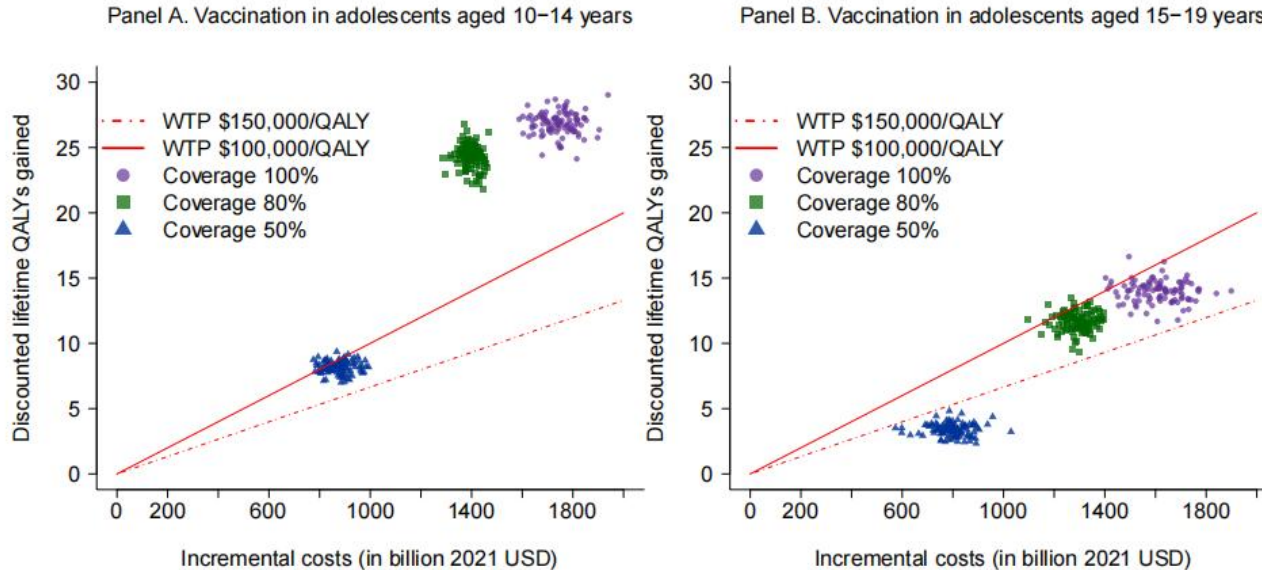 Panel A. Vaccination in adolescents aged 10−14 years
Discounted lifetime QALYs gained
30
25
20
15
10
5
0
WTP $150,000/QALY
WTP $100,000/QALY
Coverage 100%
Coverage 80%
Coverage 50%
0 200 600 1000 1400 1800
Incremental costs (in billion 2021 USD)
Panel B. Vaccination in adolescents aged 15−19 years
Discounted lifetime QALYs gained
30
25
20
15
10
5
0
WTP $150,000/QALY
WTP $100,000/QALY
Coverage 100%
Coverage 80%
Coverage 50%
0 200 600 1000 1400 1800
Incremental costs (in billion 2021 USD)